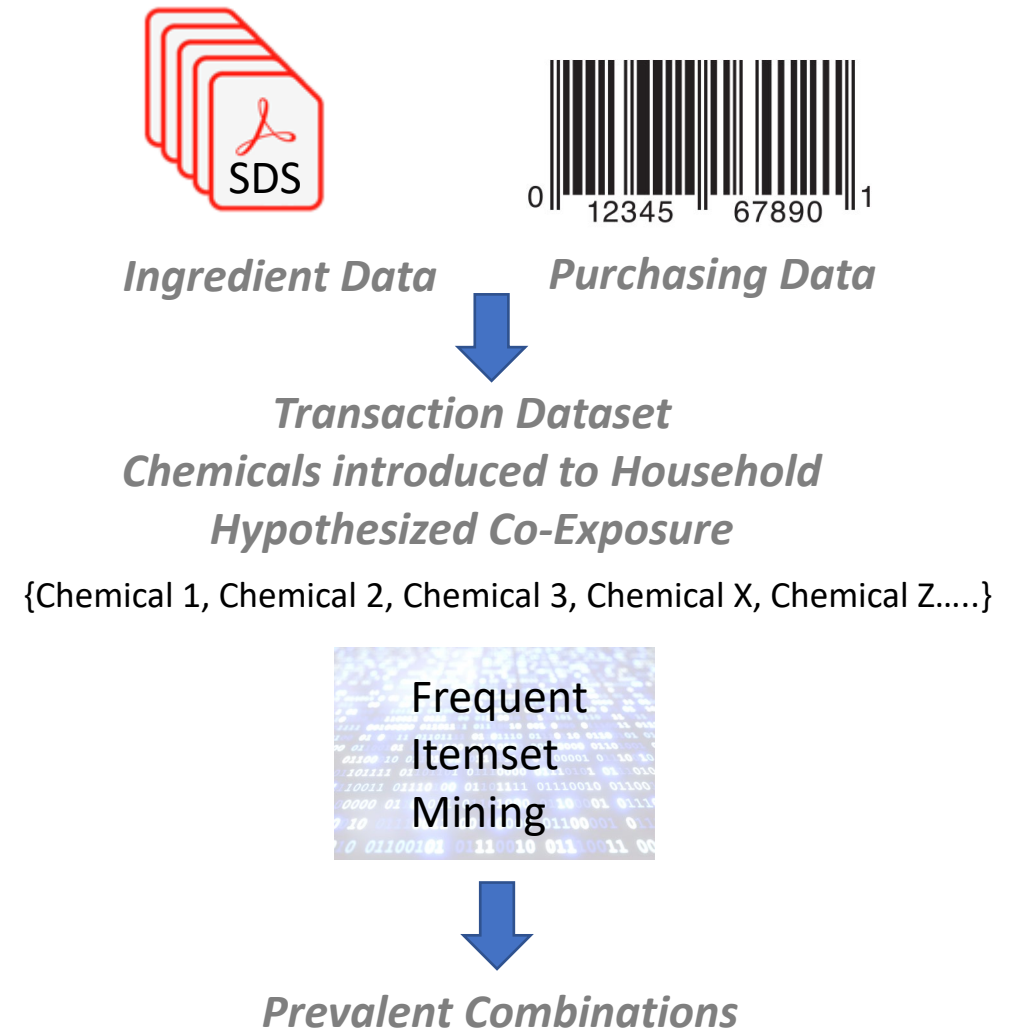 SDS
0 12345 67890 1
Ingredient Data
Purchasing Data
Transaction Dataset
Chemicals introduced to Household
Hypothesized Co-Exposure
{Chemical 1, Chemical 2, Chemical 3, Chemical X, Chemical Z…..}
Frequent
Itemset
Mining
Prevalent Combinations